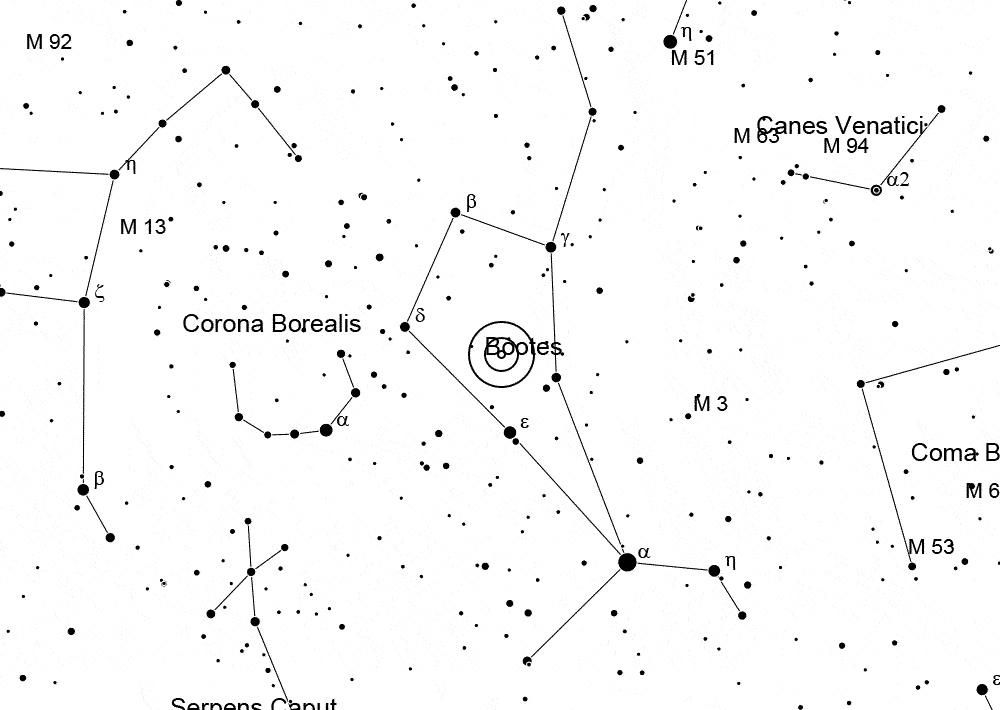 η
M 92
M 51
Canes Venatici
M 63
M 94
η
α2
β
M 13
γ
ζ
δ
Corona Borealis
Bootes
M 3
α
ε
Coma B
β
M 6
M 53
α
η
ε
Serpens Caput